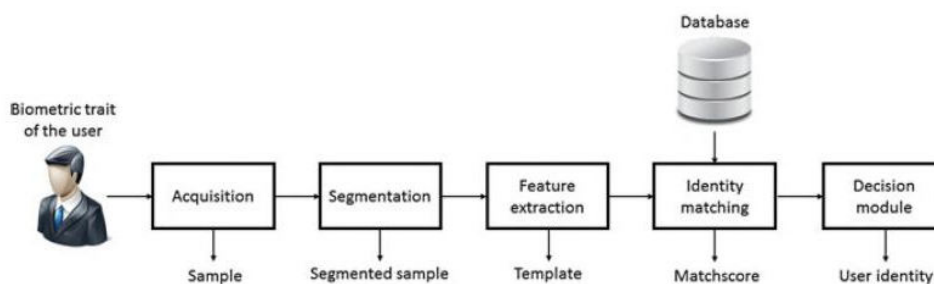 Database
Biometric trait
of the user
Acquisition
Segmentation
Feature
extraction
Identity
matching
Decision
module
Sample
Segmented sample
Template
Matchscore
User identity